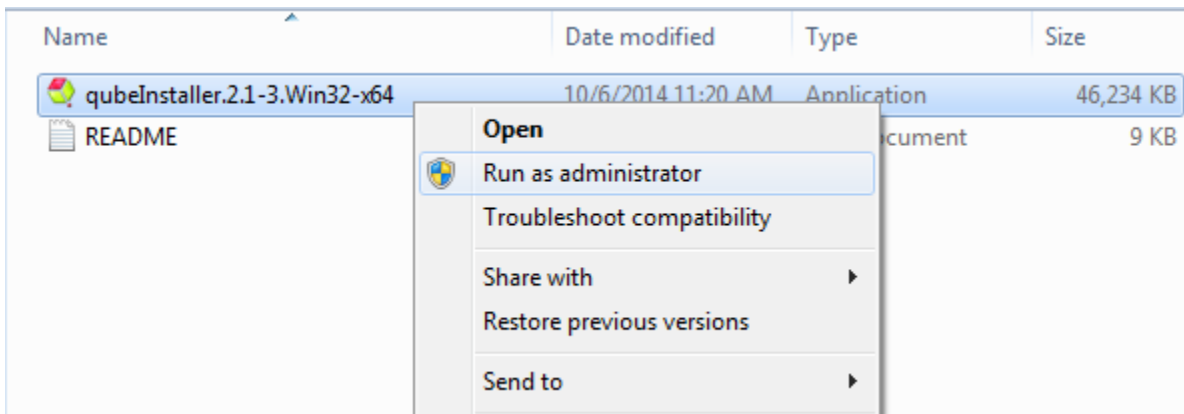 Name Date modified Type Size
qubeInstaller.2.1-3.Win32-x64 10/6/2014 11:20 AM Application 46,234 KB
README 9 KB
Open
Run as administrator
Troubleshoot compatibility
Share with
Restore previous versions
Send to